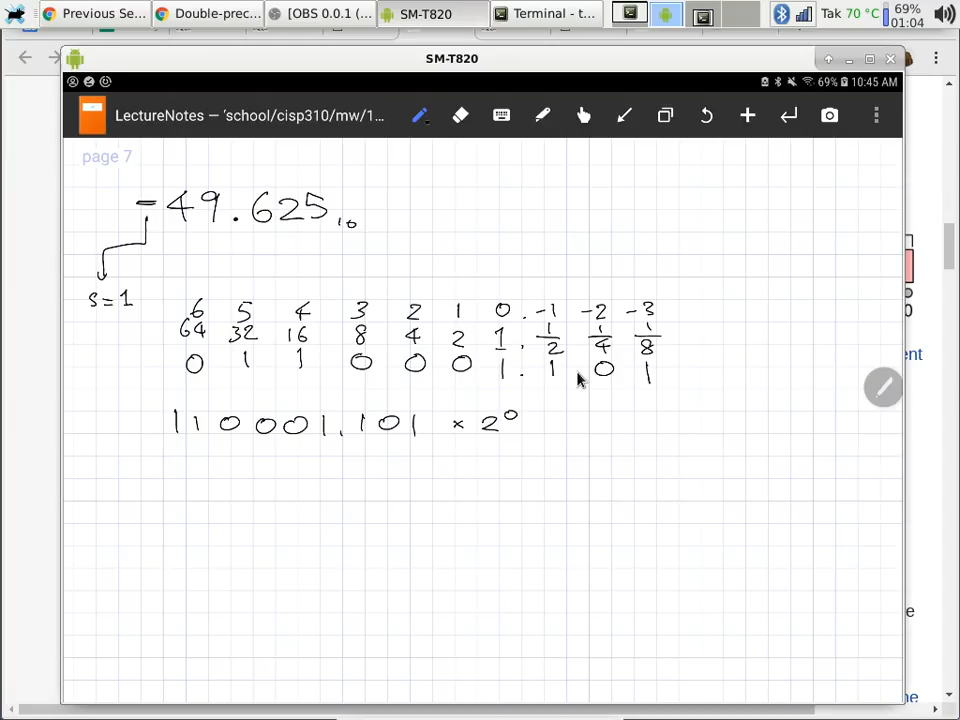 Previous Se... Double-prec... [OBS 0.0.1 (... SM-T820 Terminal - t... Tak 70 °C 69% 01:04
SM-T820
69% 10:45 AM
LectureNotes — ‘school/cisp310/mw/1...
page 7
-49.625₁₀
s=1
6 5 4 3 2 1 0 . -1 -2 -3
64 32 16 8 4 2 1 . 1/2 1/4 1/8
0 1 1 0 0 0 1 . 1 0 1
110001.101 × 2⁰
ent
e
ne